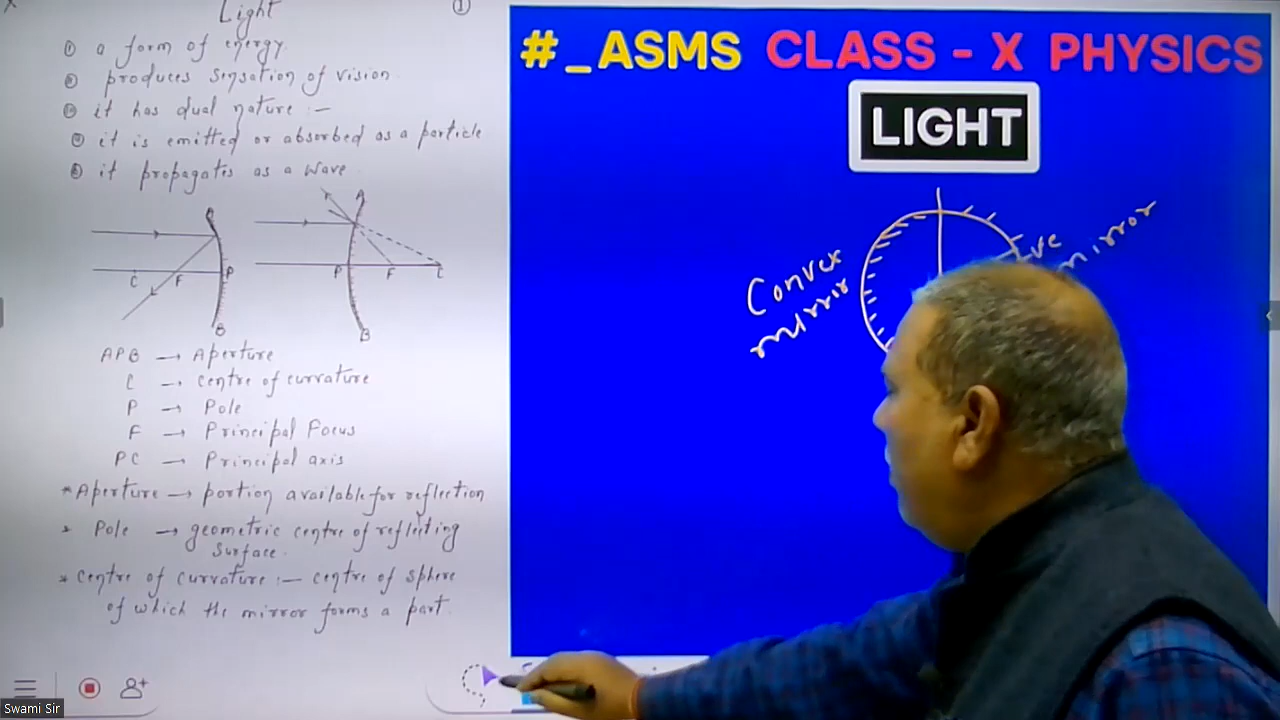 Light
①
① a form of energy.
② produces sensation of vision
③ it has dual nature :—
④ it is emitted or absorbed as a particle
⑤ it propagates as a wave
A
A
C F P
P F C
B
B
APB → Aperture
C → centre of curvature
P → Pole
F → Principal Focus
PC → Principal axis
* Aperture → portion available for reflection
* Pole → geometric centre of reflecting
surface.
* centre of curvature :— centre of sphere
of which the mirror forms a part.
Swami Sir
#_ASMS CLASS - X PHYSICS
LIGHT
Convex
mirror
ve
mirror